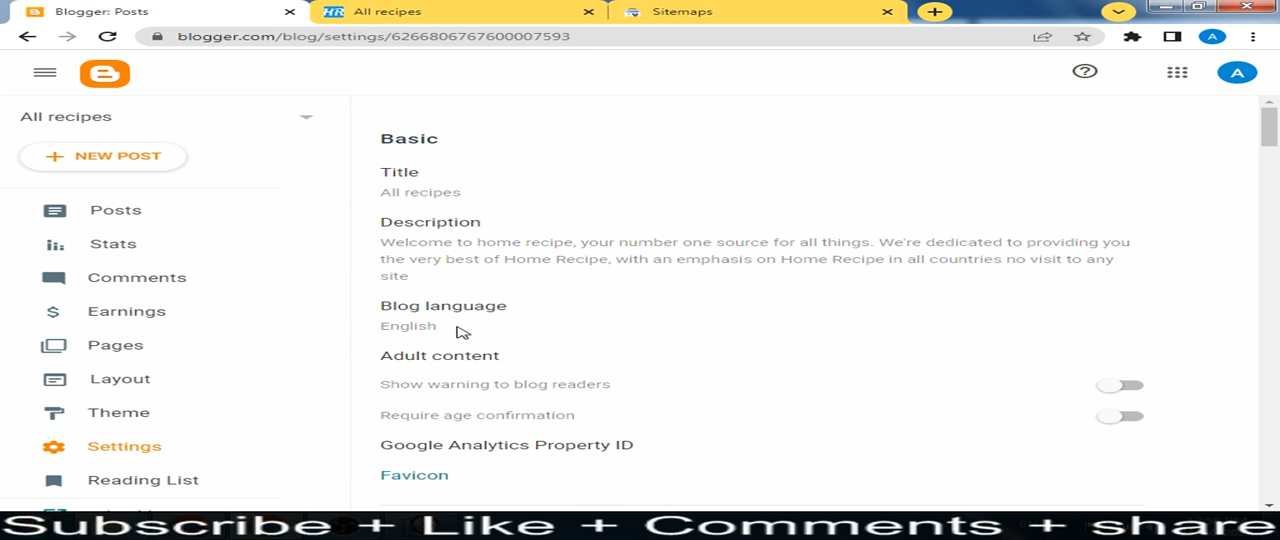 Blogger: Posts
HR All recipes
Sitemaps
blogger.com/blog/settings/6266806767600007593
A
A
All recipes
NEW POST
Posts
Stats
Comments
Earnings
Pages
Layout
Theme
Settings
Reading List
Basic
Title
All recipes
Description
Welcome to home recipe, your number one source for all things. We're dedicated to providing you
the very best of Home Recipe, with an emphasis on Home Recipe in all countries no visit to any
site
Blog language
English
Adult content
Show warning to blog readers
Require age confirmation
Google Analytics Property ID
Favicon
Subscribe + Like + Comments + share